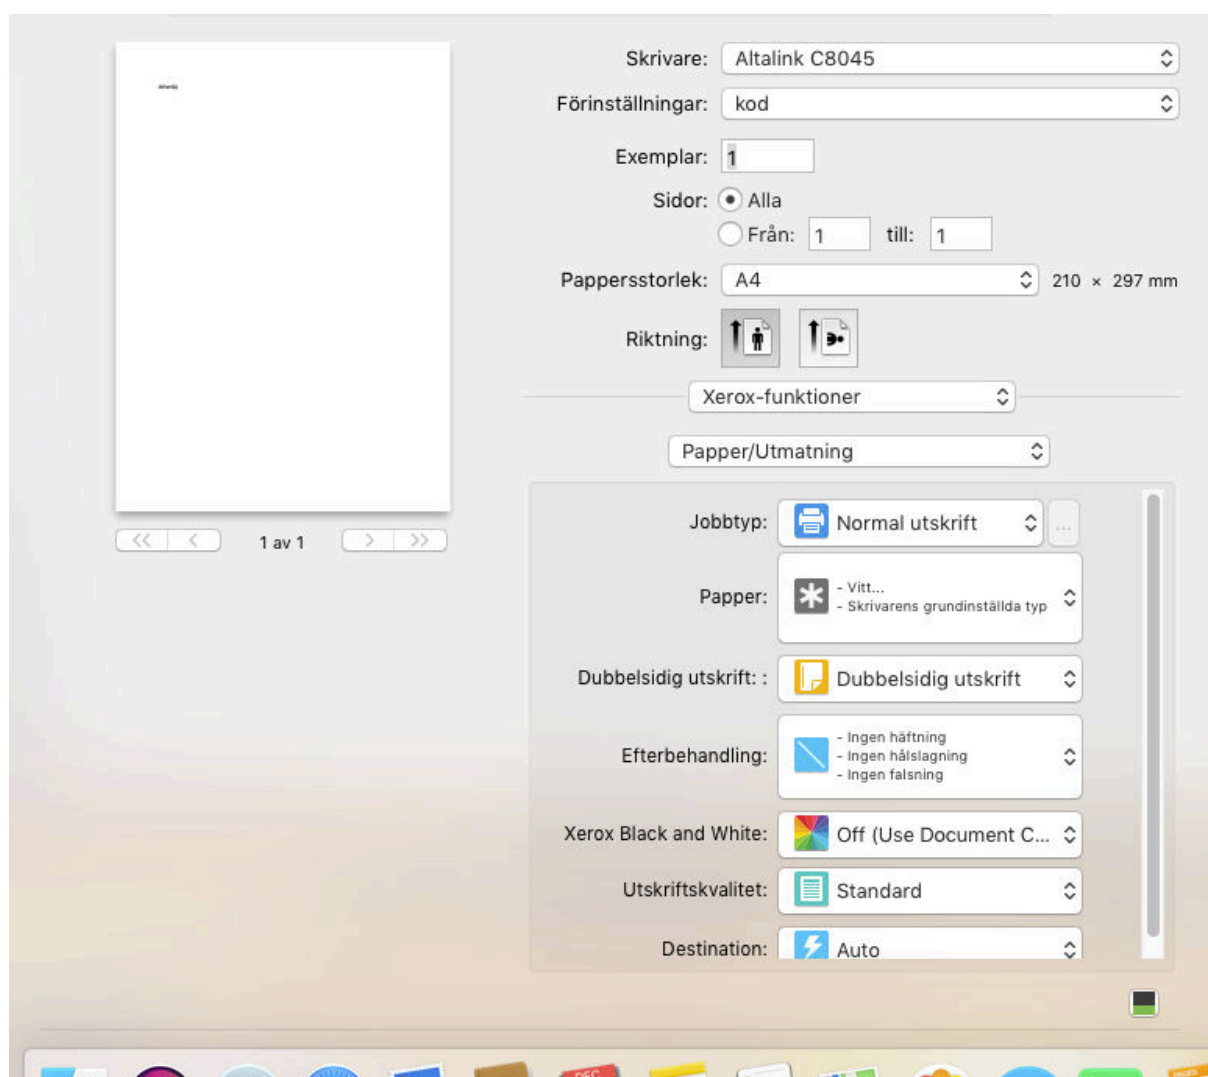 Skrivare: Altalink C8045
Förinställningar: kod
Exemplar: 1
Sidor: Alla
Från: 1 till: 1
Pappersstorlek: A4 210 × 297 mm
Riktning:
Xerox-funktioner
Papper/Utmatning
1 av 1
Jobbtyp: Normal utskrift ...
Papper: - Vitt...
- Skrivarens grundinställda typ
Dubbelsidig utskrift: : Dubbelsidig utskrift
Efterbehandling: - Ingen häftning
- Ingen hålslagning
- Ingen falsning
Xerox Black and White: Off (Use Document C...
Utskriftskvalitet: Standard
Destination: Auto
DEC
PAGES